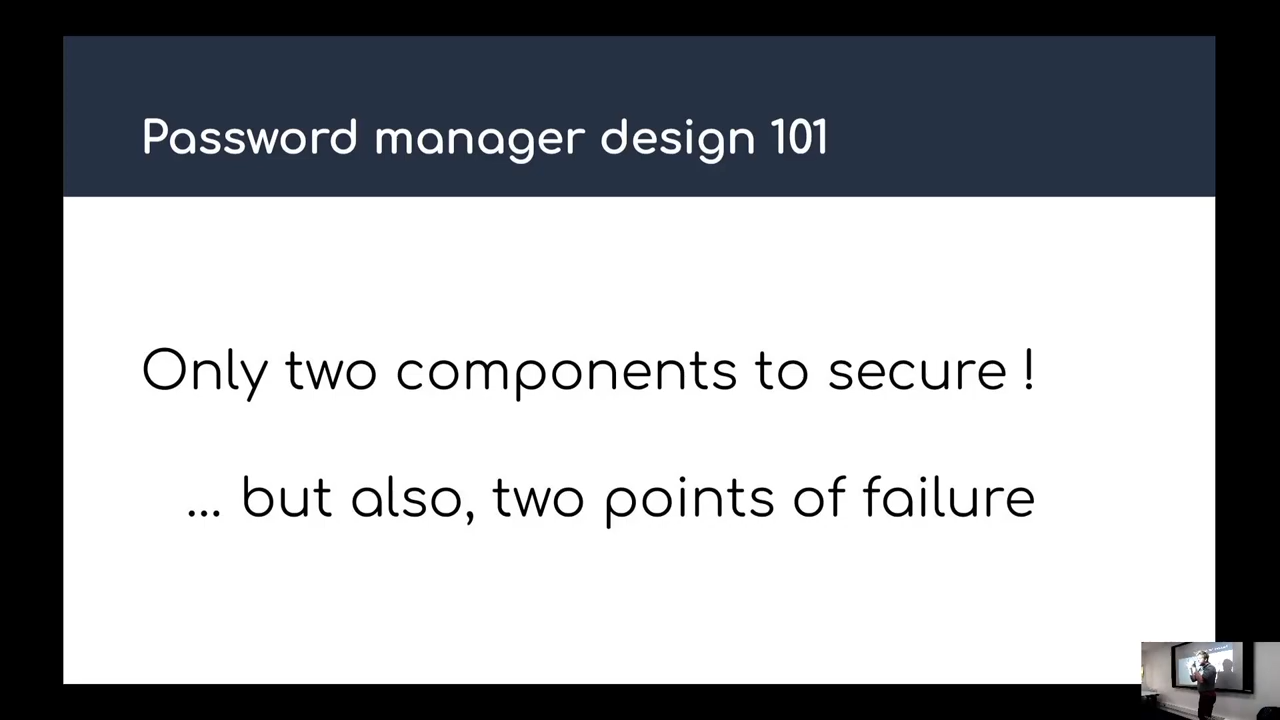 Password manager design 101
Only two components to secure !
... but also, two points of failure